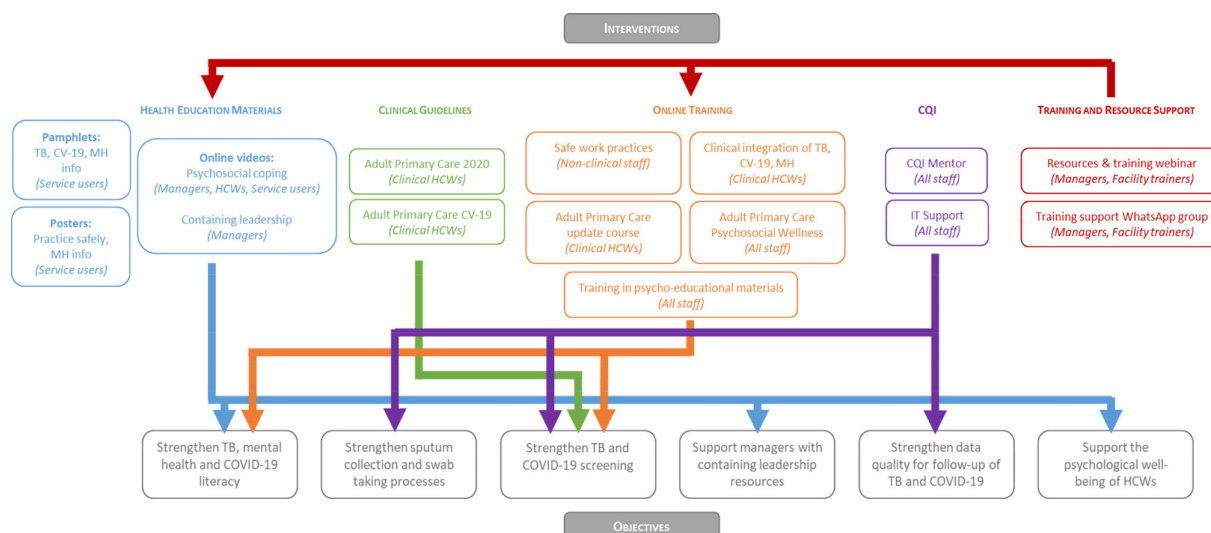 INTERVENTIONS
HEALTH EDUCATION MATERIALS
CLINICAL GUIDELINES
ONLINE TRAINING
CQI
TRAINING AND RESOURCE SUPPORT
Pamphlets:
TB, CV-19, MH
info
(Service users)
Posters:
Practice safely,
MH info
(Service users)
Online videos:
Psychosocial coping
(Managers, HCWs, Service users)
Containing leadership
(Managers)
Adult Primary Care 2020
(Clinical HCWs)
Adult Primary Care CV-19
(Clinical HCWs)
Safe work practices
(Non-clinical staff)
Clinical integration of TB,
CV-19, MH
(Clinical HCWs)
Adult Primary Care
update course
(Clinical HCWs)
Adult Primary Care
Psychosocial Wellness
(All staff)
Training in psycho-educational materials
(All staff)
CQI Mentor
(All staff)
IT Support
(All staff)
Resources & training webinar
(Managers, Facility trainers)
Training support WhatsApp group
(Managers, Facility trainers)
Strengthen TB, mental
health and COVID-19
literacy
Strengthen sputum
collection and swab
taking processes
Strengthen TB and
COVID-19 screening
Support managers with
containing leadership
resources
Strengthen data
quality for follow-up of
TB and COVID-19
Support the
psychological well-
being of HCWs
OBJECTIVES